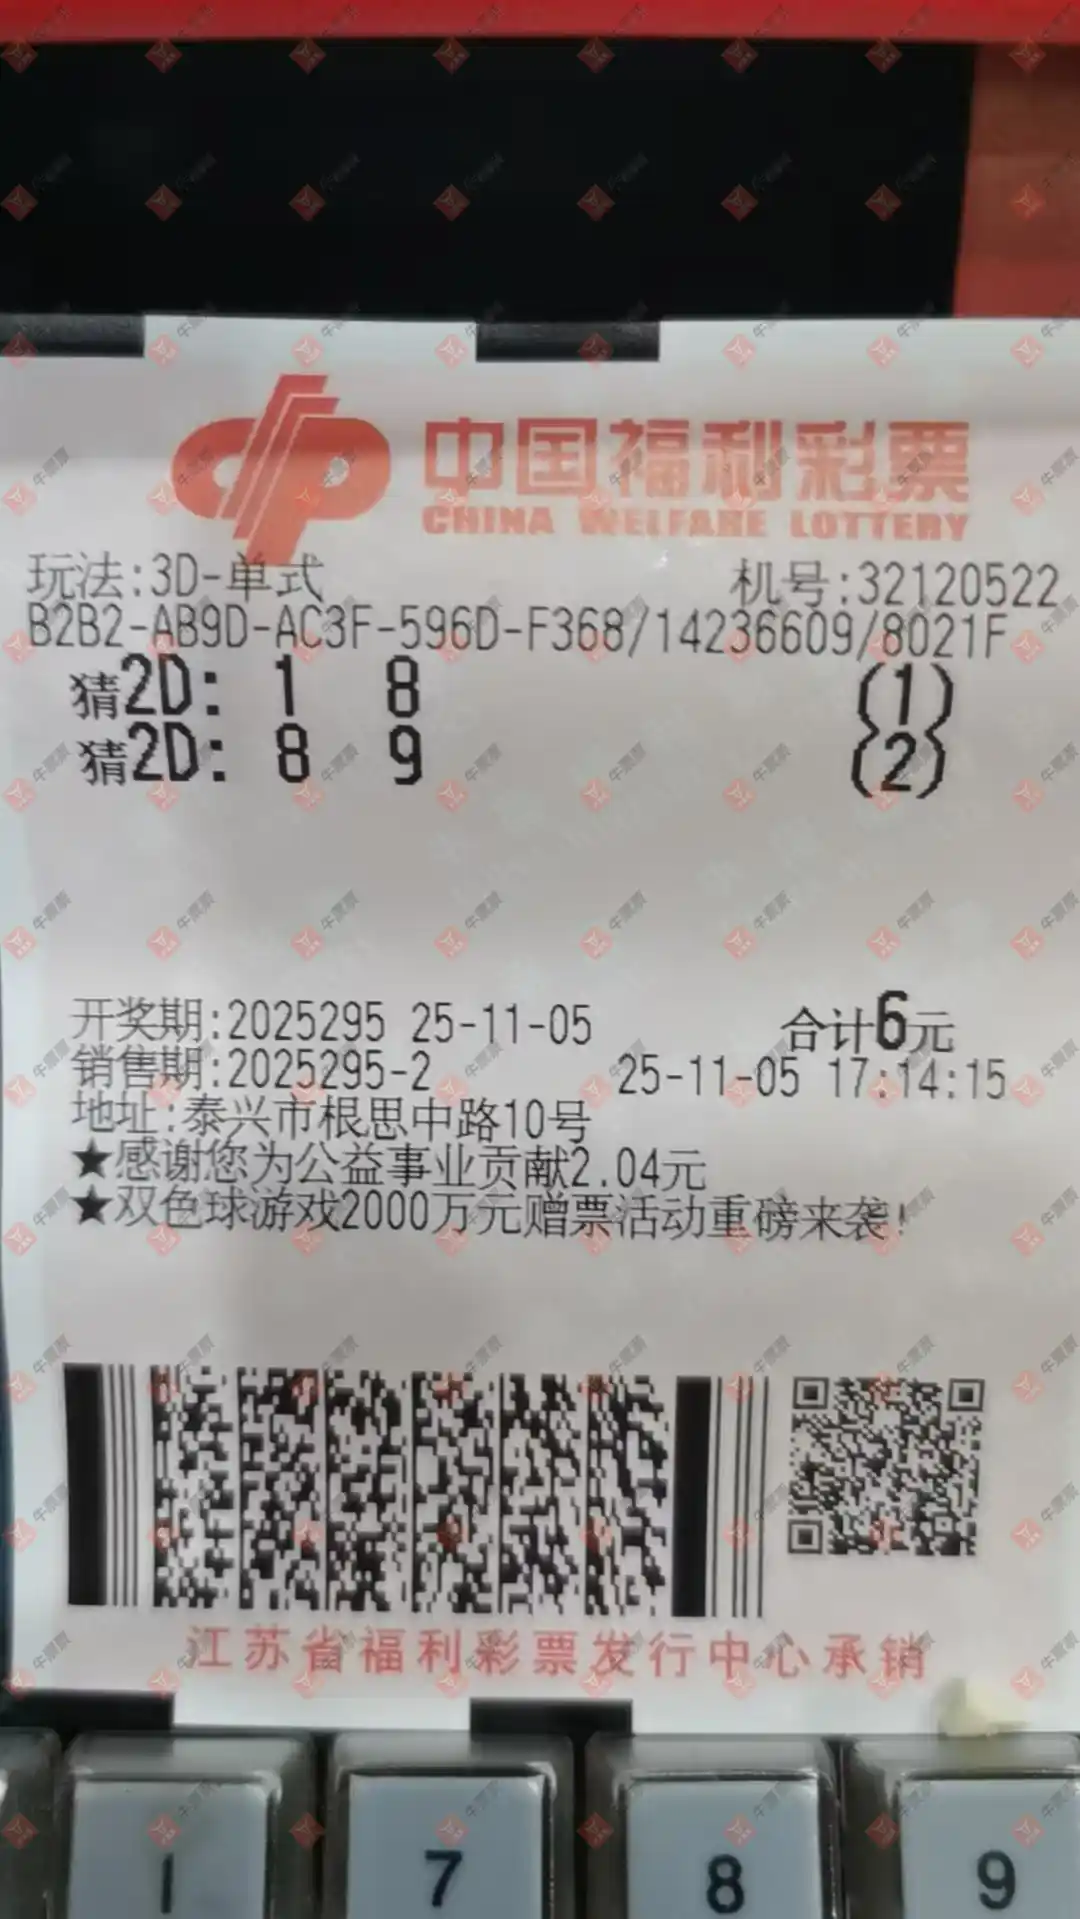 中国福利彩票
CHINA WELFARE LOTTERY
玩法:3D-单式 机号:32120522
B2B2-AB9D-AC3F-596D-F368/14236609/8021F
猜2D: 1 8 (1)
猜2D: 8 9 (2)
开奖期:2025295 25-11-05 合计6元
销售期:2025295-2 25-11-05 17:14:15
地址:泰兴市根思中路10号
★感谢您为公益事业贡献2.04元
★双色球游戏2000万元赠票活动重磅来袭!
江苏省福利彩票发行中心承销
1 7 8 9